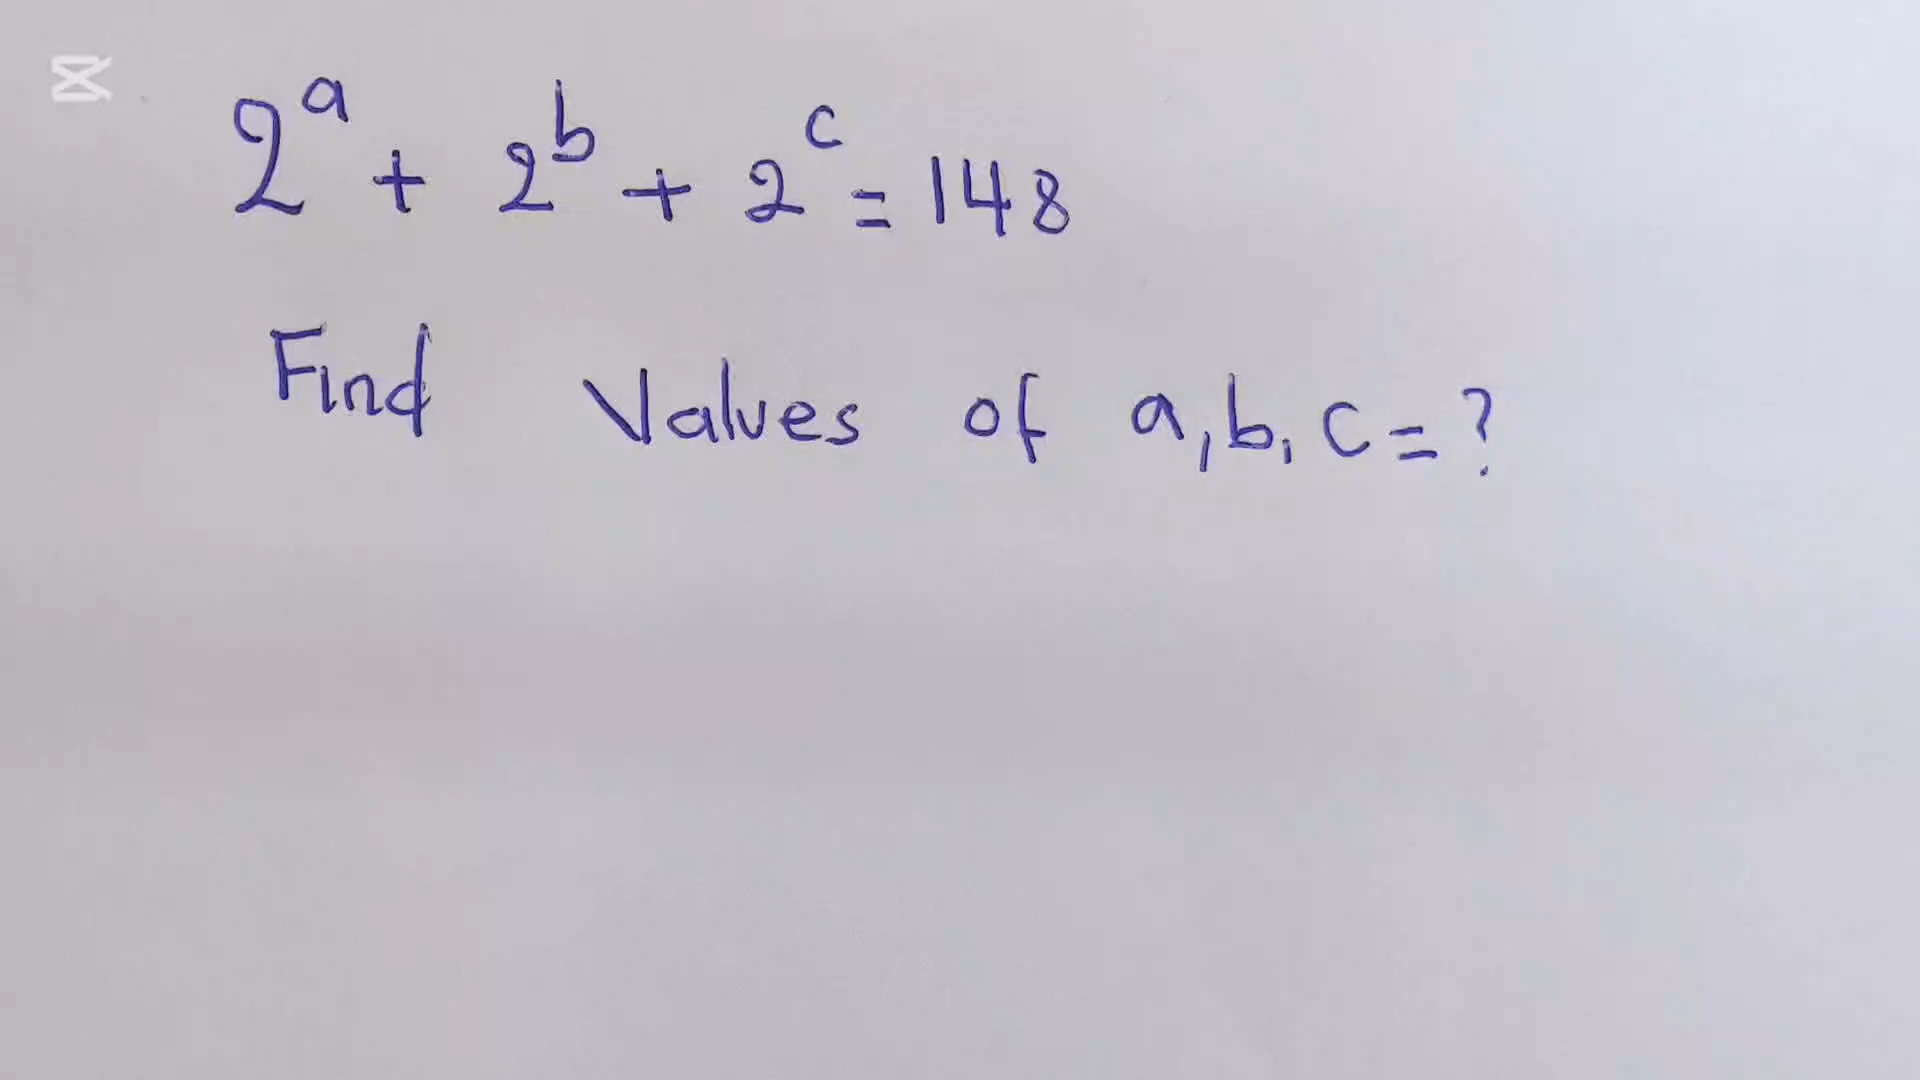 2^a + 2^b + 2^c = 148
Find Values of a, b, c = ?